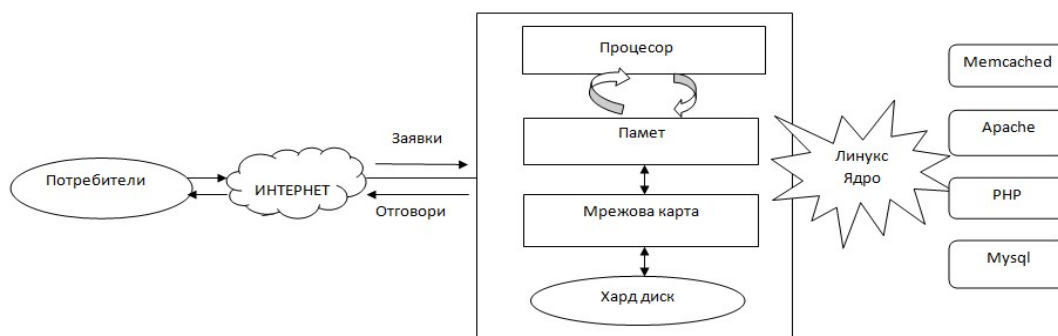 Потребители
ИНТЕРНЕТ
Заявки
Отговори
Процесор
Памет
Мрежова карта
Хард диск
Линукс
Ядро
Memcached
Apache
PHP
Mysql